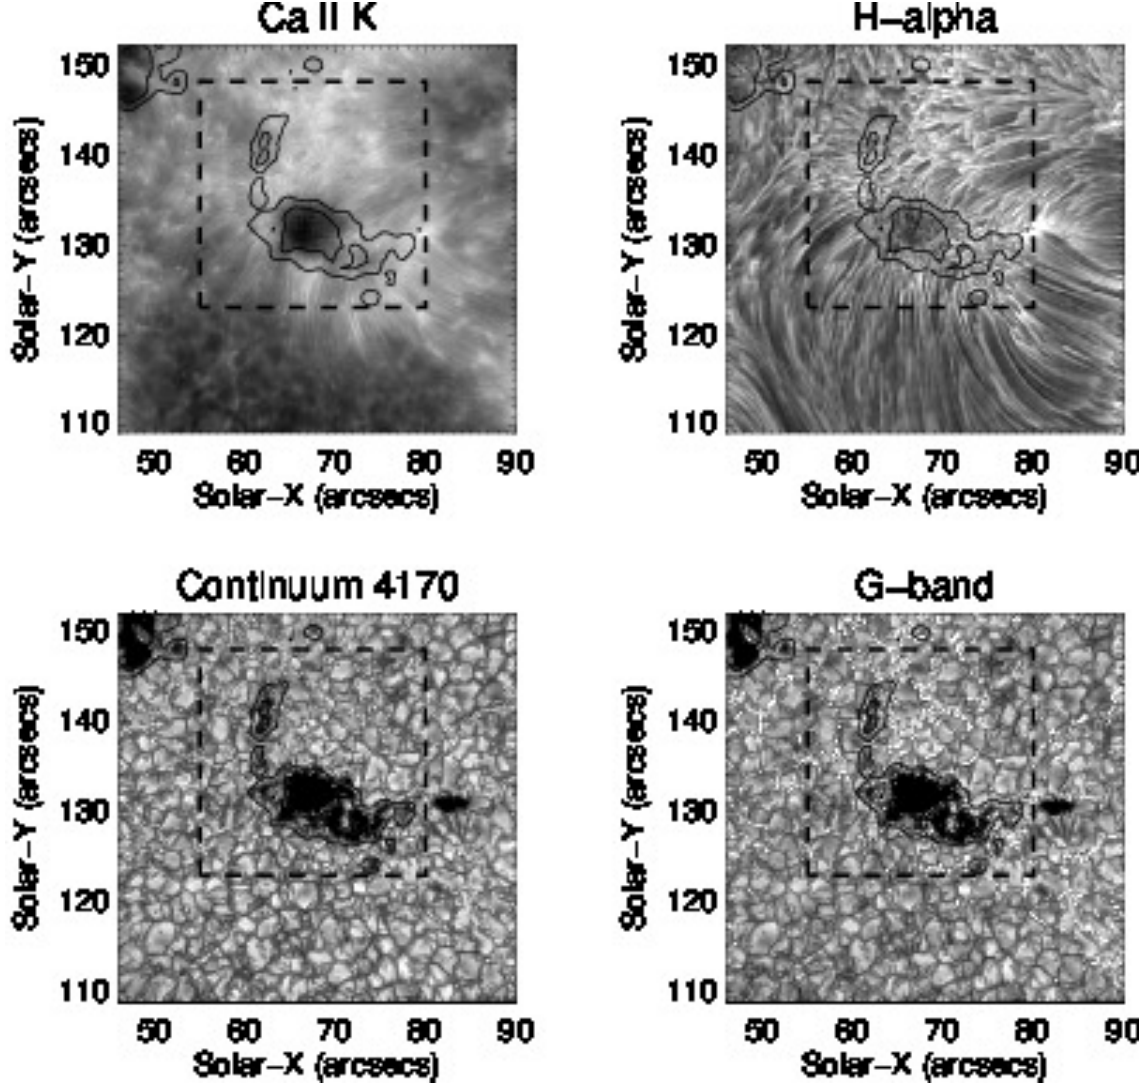 Ca II K
H-alpha
Solar-Y (arcsecs)
150
140
130
120
110
50 60 70 80 90
Solar-X (arcsecs)
Solar-Y (arcsecs)
150
140
130
120
110
50 60 70 80 90
Solar-X (arcsecs)
Continuum 4170
G-band
Solar-Y (arcsecs)
150
140
130
120
110
50 60 70 80 90
Solar-X (arcsecs)
Solar-Y (arcsecs)
150
140
130
120
110
50 60 70 80 90
Solar-X (arcsecs)